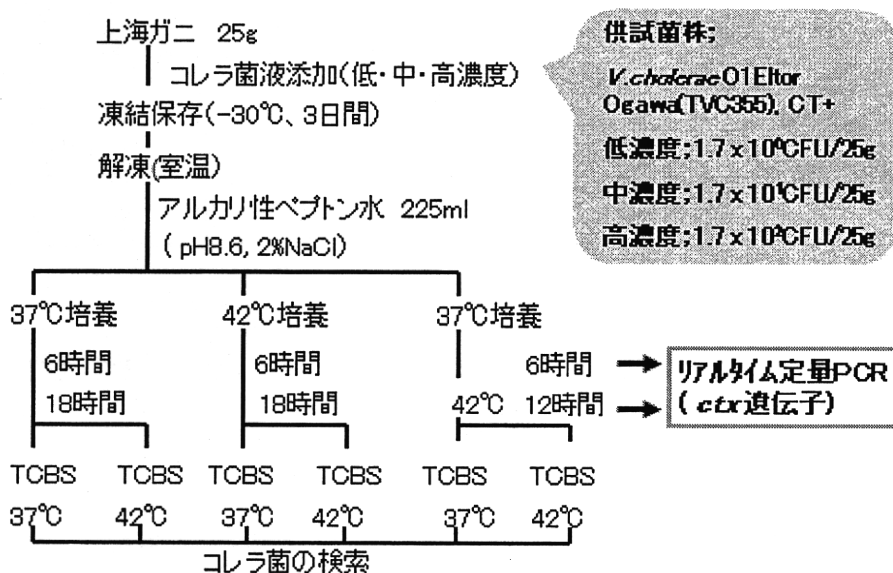 上海ガニ 25g
コレラ菌液添加(低・中・高濃度)
凍結保存(-30℃、3日間)
解凍(室温)
アルカリ性ペプトン水 225ml
( pH8.6, 2%NaCl)
供試菌株;
V.cholerae O1 Eltor
Ogawa(TVC355), CT+
低濃度;1.7x10⁰CFU/25g
中濃度;1.7x10¹CFU/25g
高濃度;1.7x10²CFU/25g
37℃培養 42℃培養 37℃培養
6時間 6時間 6時間
18時間 18時間 42℃ 12時間
リアルタイム定量PCR
( ctx遺伝子)
TCBS TCBS TCBS TCBS TCBS TCBS
37℃ 42℃ 37℃ 42℃ 37℃ 42℃
コレラ菌の検索